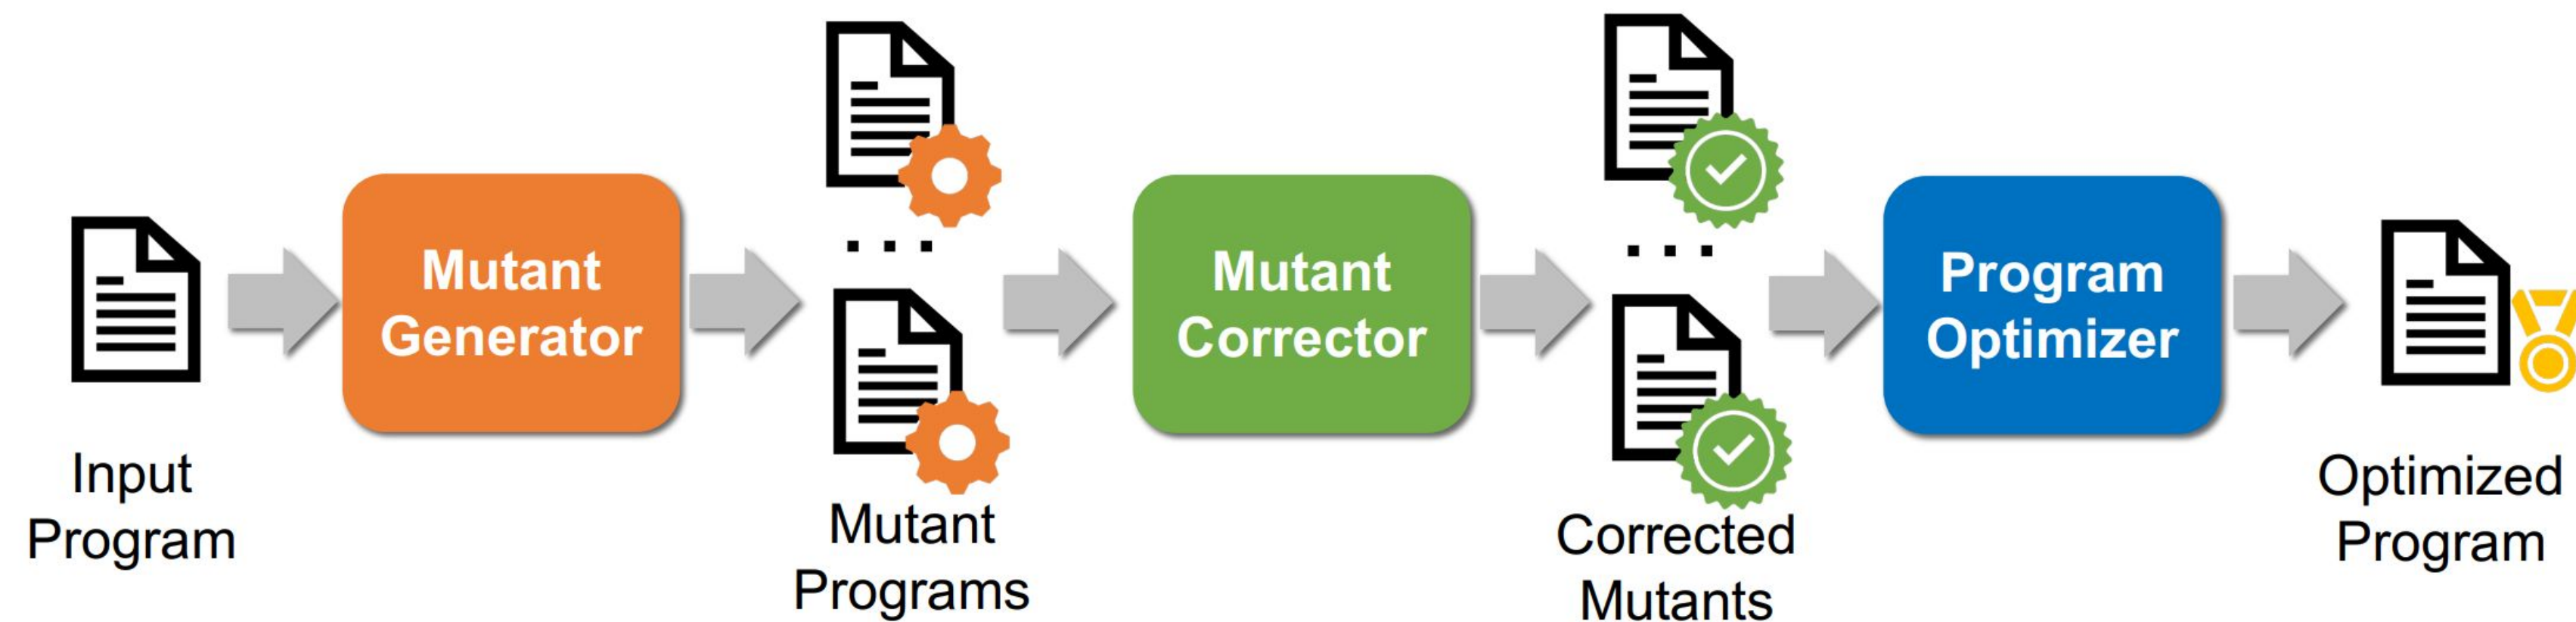 Input
Program
Mutant
Generator
Mutant
Programs
Mutant
Corrector
Corrected
Mutants
Program
Optimizer
Optimized
Program